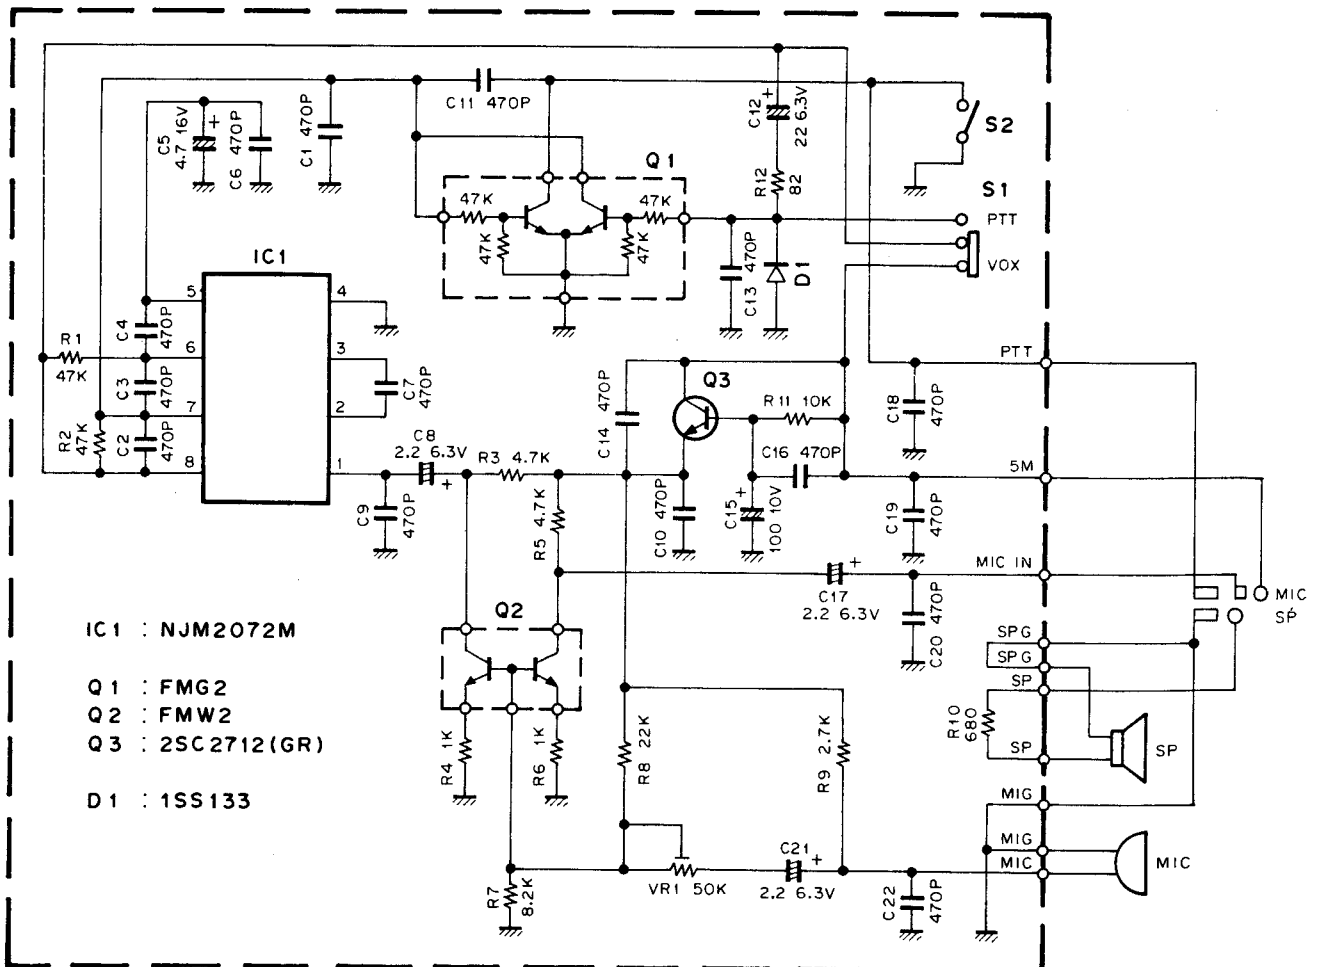 C11 470P
C5
4.7 16V
+
C6 470P
C1 470P
C12
+
22 6.3V
R12
82
S2
Q1
47K
47K
47K
47K
S1
PTT
VOX
C13 470P
D1
IC1
5
6
7
8
4
3
2
1
C4
470P
C3
470P
C2
470P
R1
47K
R2
47K
C7
470P
PTT
C18
470P
Q3
C14 470P
R11 10K
C16 470P
C8
2.2 6.3V
+
R3 4.7K
R5 4.7K
C9
470P
C10 470P
C15
+
100 10V
5M
C19
470P
MIC IN
C17
2.2 6.3V
+
C20 470P
MIC
SP
Q2
IC1 : NJM2072M
Q1 : FMG2
Q2 : FMW2
Q3 : 2SC2712(GR)
D1 : 1SS133
SPG
SPG
SP
R10
680
SP
SP
R4 1K
R6 1K
R8 22K
R9 2.7K
MIG
MIG
MIC
MIC
R7
8.2K
VR1 50K
C21
2.2 6.3V
+
C22
470P